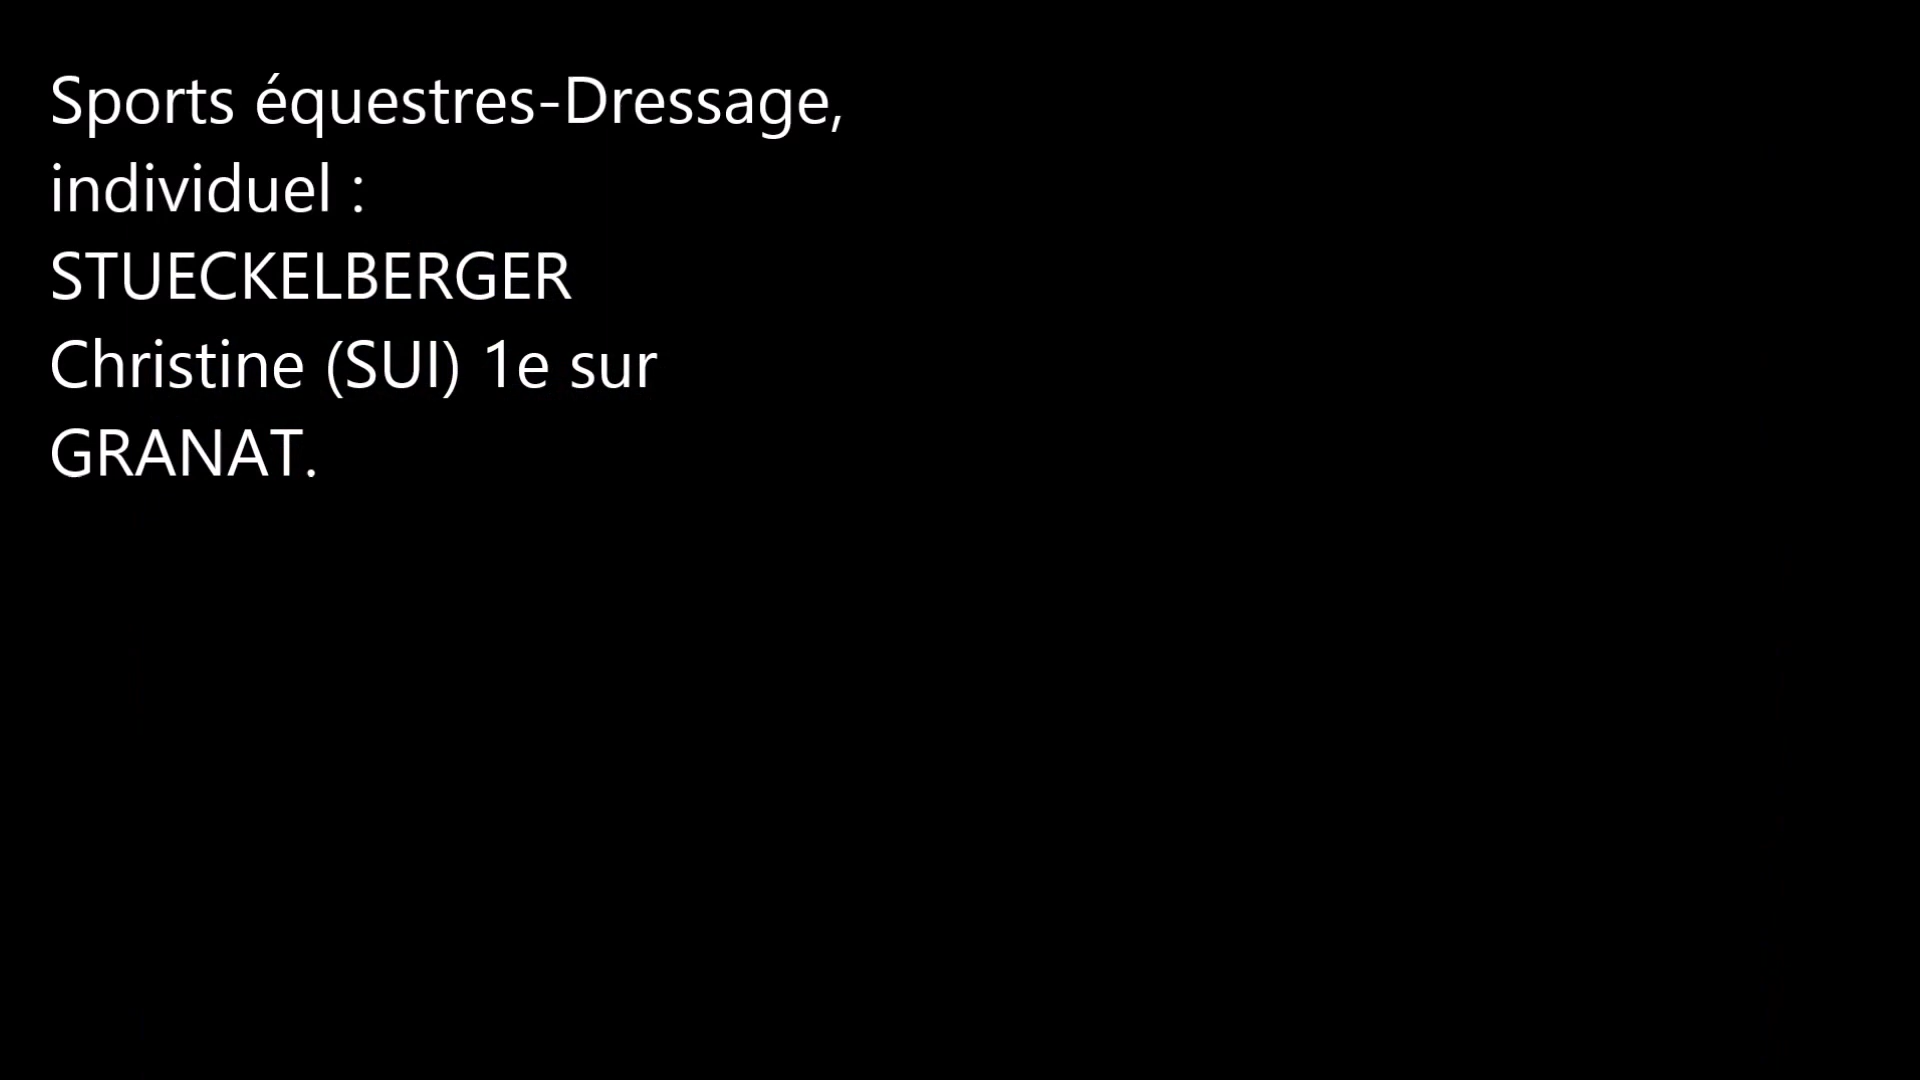 Sports équestres-Dressage,
individuel :
STUECKELBERGER
Christine (SUI) 1e sur
GRANAT.